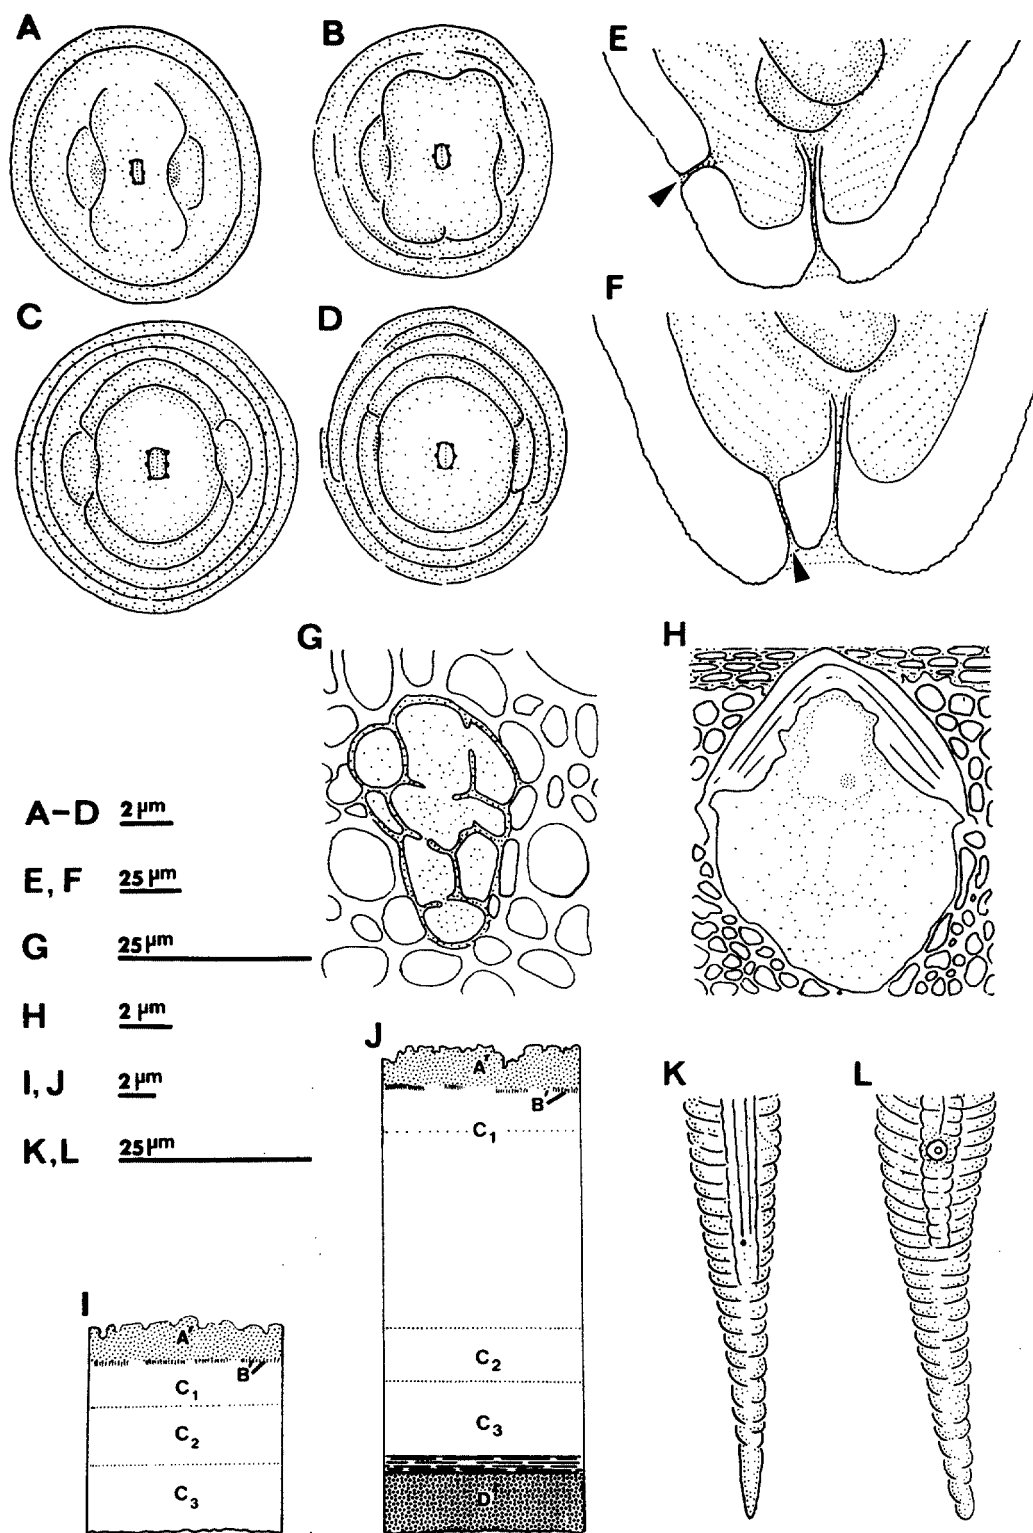 A
B
E
C
D
F
G
H
A-D 2 µm
E, F 25 µm
G 25 µm
H 2 µm
I, J 2 µm
K, L 25 µm
J
A'
B'
C1
C2
C3
D'
K
L
I
A'
B'
C1
C2
C3